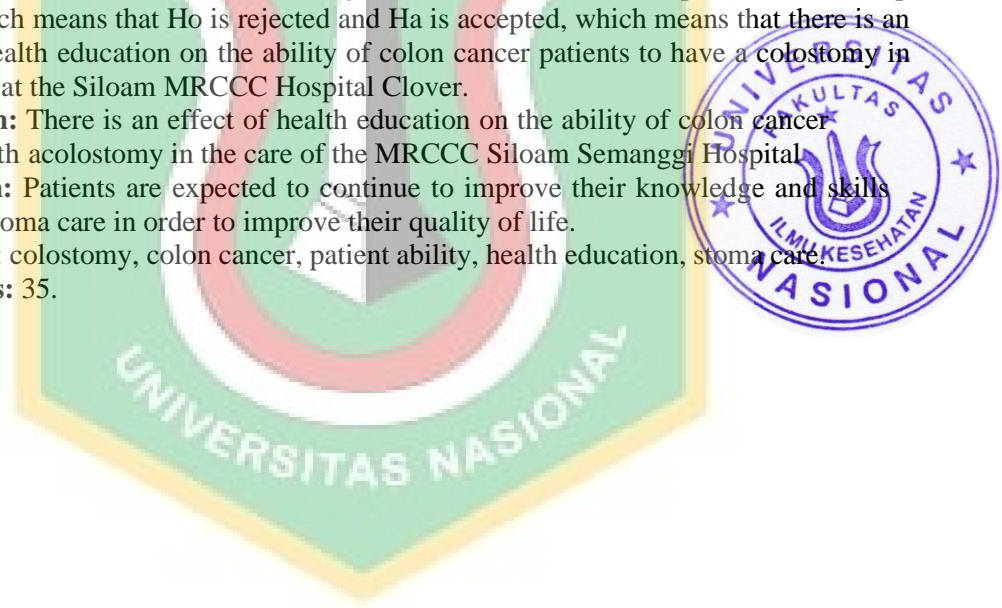 ch means that Ho is rejected and Ha is accepted, which means that there is an
ealth education on the ability of colon cancer patients to have a colostomy in
at the Siloam MRCCC Hospital Clover.
n: There is an effect of health education on the ability of colon cancer
th acolostomy in the care of the MRCCC Siloam Semanggi Hospital.
n: Patients are expected to continue to improve their knowledge and skills
oma care in order to improve their quality of life.
: colostomy, colon cancer, patient ability, health education, stoma care.
s: 35.
UNIVERSITAS
FAKULTAS
ILMU KESEHATAN
NASIONAL
UNIVERSITAS NASIONAL